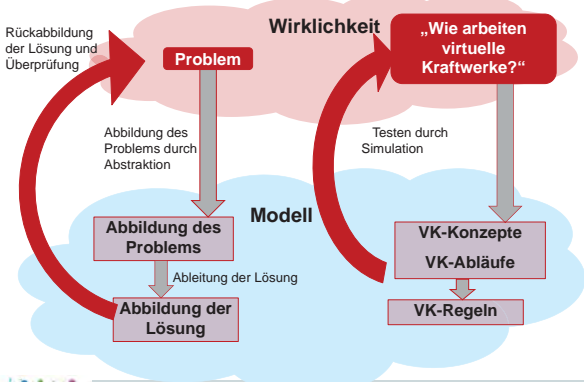 Rückabbildung
der Lösung und
Überprüfung
Wirklichkeit
Problem
„Wie arbeiten
virtuelle
Kraftwerke?“
Abbildung des
Problems durch
Abstraktion
Testen durch
Simulation
Modell
Abbildung des
Problems
Ableitung der Lösung
Abbildung der
Lösung
VK-Konzepte
VK-Abläufe
VK-Regeln